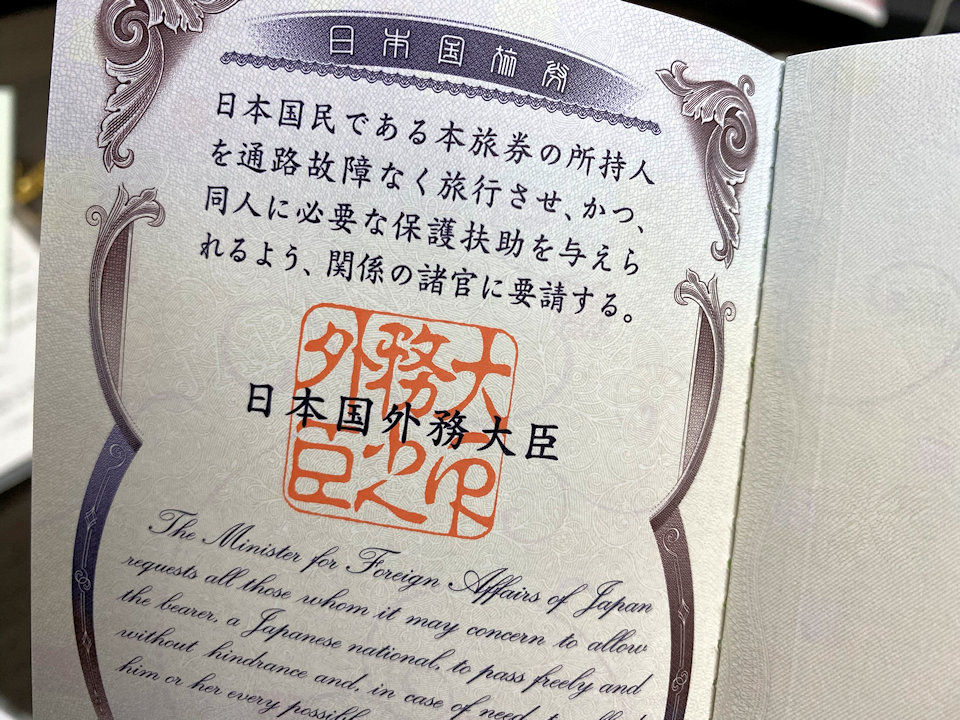 日本国旅券
日本国民である本旅券の所持人
を通路故障なく旅行させ、かつ、
同人に必要な保護扶助を与えら
れるよう、関係の諸官に要請する。
外務大
日本国外務大臣
臣印
The Minister for Foreign Affairs of Japan
requests all those whom it may concern to allow
the bearer, a Japanese national, to pass freely and
without hindrance and, in case of need, to
him or her every